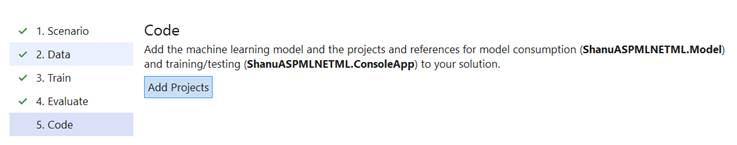 1. Scenario
2. Data
3. Train
4. Evaluate
5. Code
Code
Add the machine learning model and the projects and references for model consumption (ShanuASPMLNETML.Model)
and training/testing (ShanuASPMLNETML.ConsoleApp) to your solution.
Add Projects